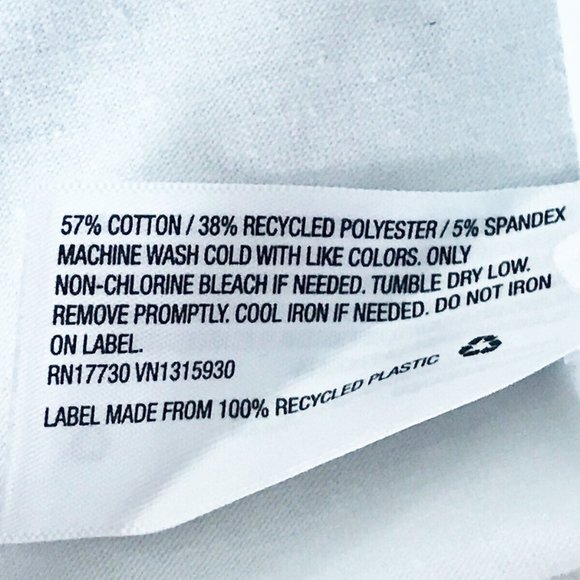 57% COTTON / 38% RECYCLED POLYESTER / 5% SPANDEX
MACHINE WASH COLD WITH LIKE COLORS. ONLY
NON-CHLORINE BLEACH IF NEEDED. TUMBLE DRY LOW.
REMOVE PROMPTLY. COOL IRON IF NEEDED. DO NOT IRON
ON LABEL.
RN17730 VN1315930
LABEL MADE FROM 100% RECYCLED PLASTIC